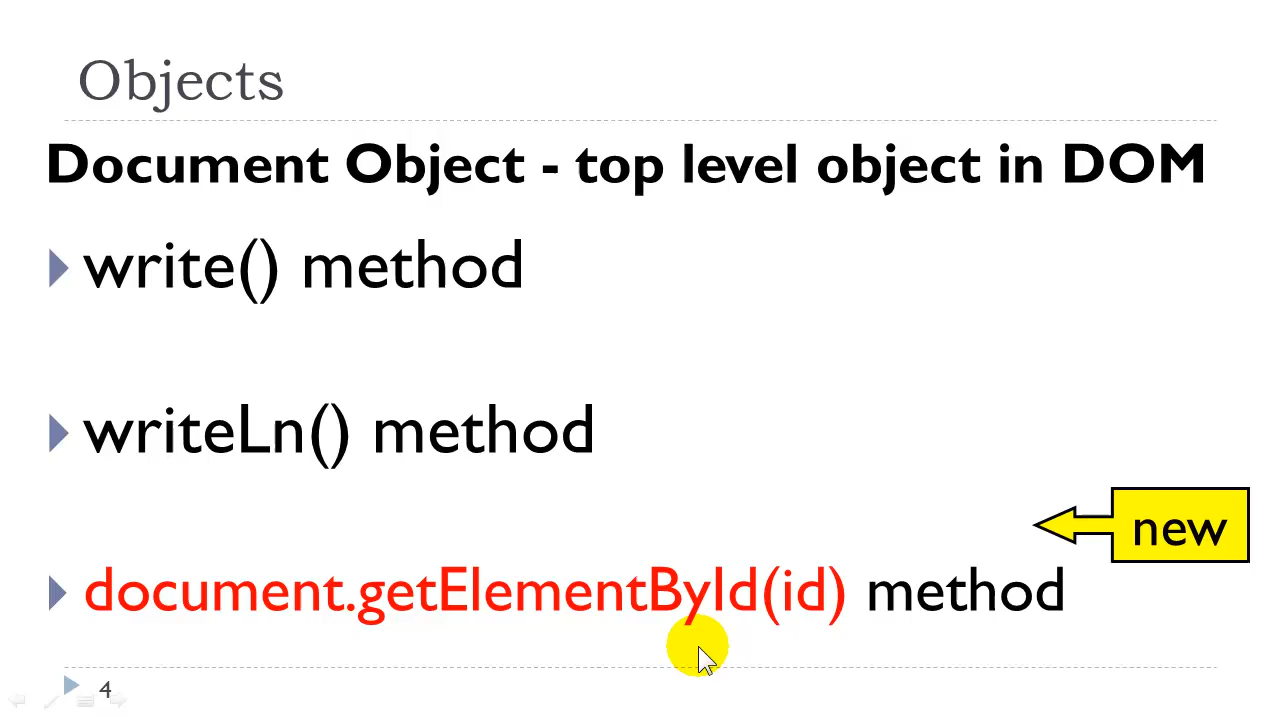 Objects
Document Object - top level object in DOM
write() method
writeLn() method
new
document.getElementById(id) method
4